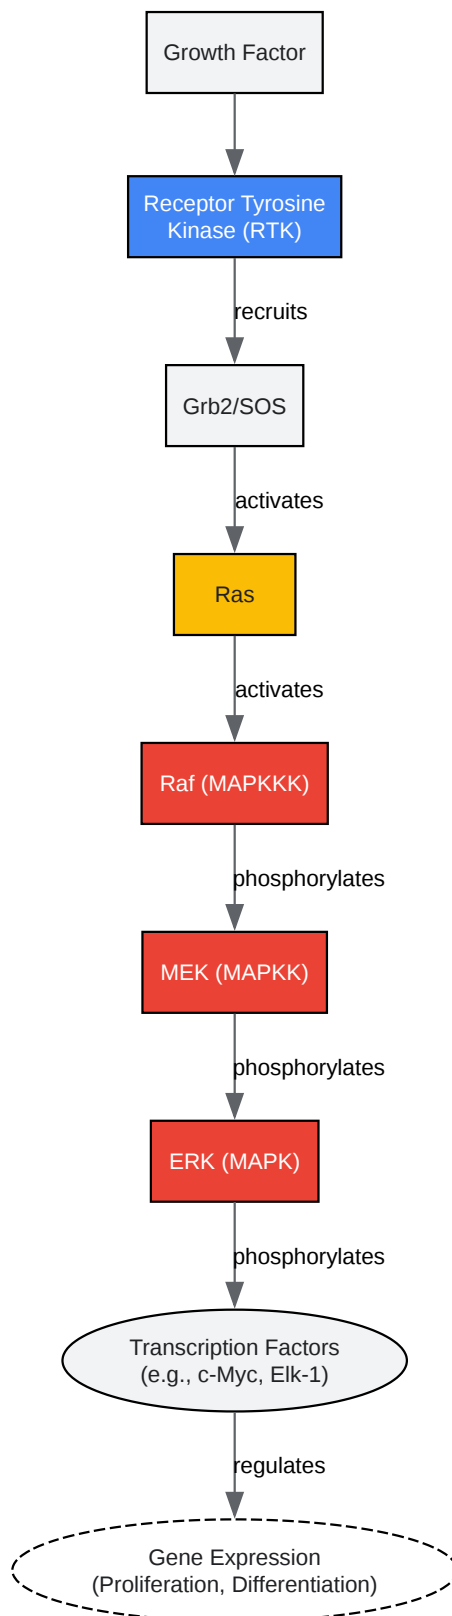 Growth Factor
Receptor Tyrosine
Kinase (RTK)
recruits
Grb2/SOS
activates
Ras
activates
Raf (MAPKKK)
phosphorylates
MEK (MAPKK)
phosphorylates
ERK (MAPK)
phosphorylates
Transcription Factors
(e.g., c-Myc, Elk-1)
regulates
Gene Expression
(Proliferation, Differentiation)